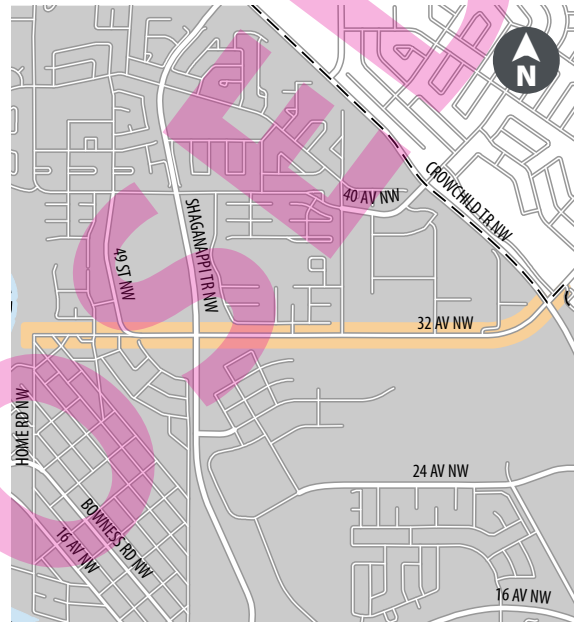 N
CROWCHILD TR NW
40 AV NW
SHAGANAPPI TR NW
49 ST NW
32 AV NW
HOME RD NW
24 AV NW
BOWNESS RD NW
16 AV NW
16 AV NW